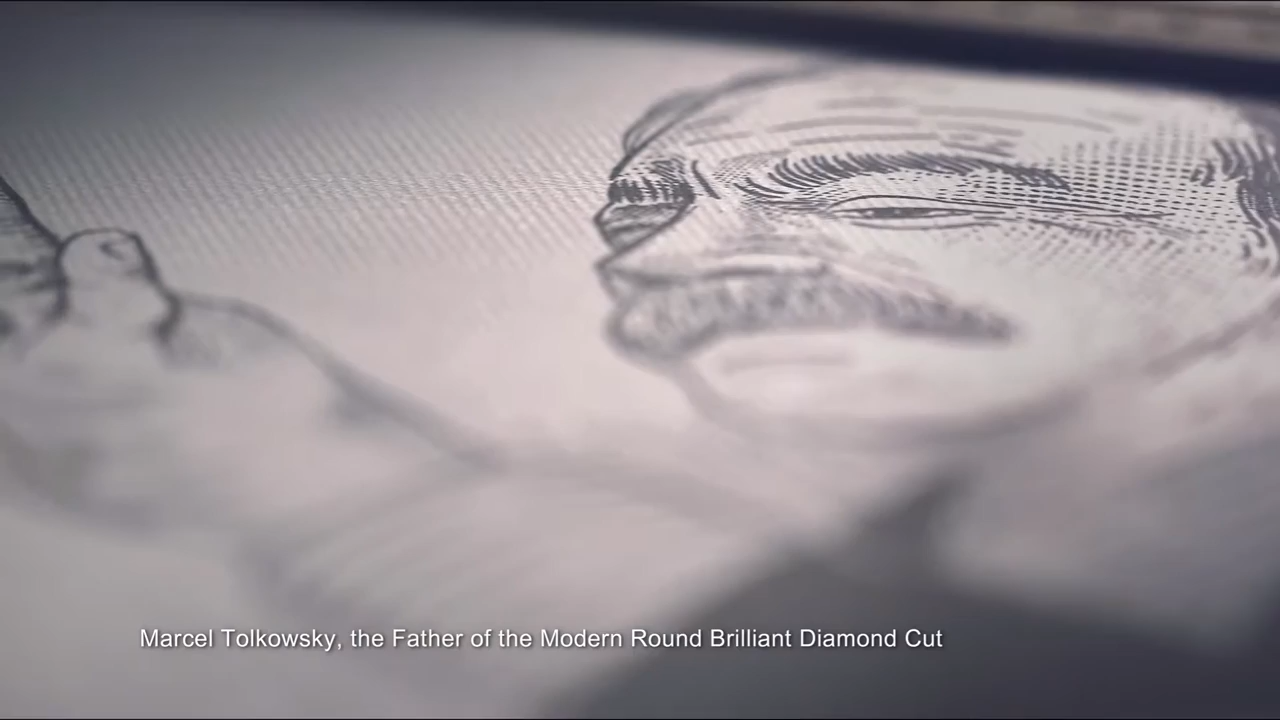 Marcel Tolkowsky, the Father of the Modern Round Brilliant Diamond Cut